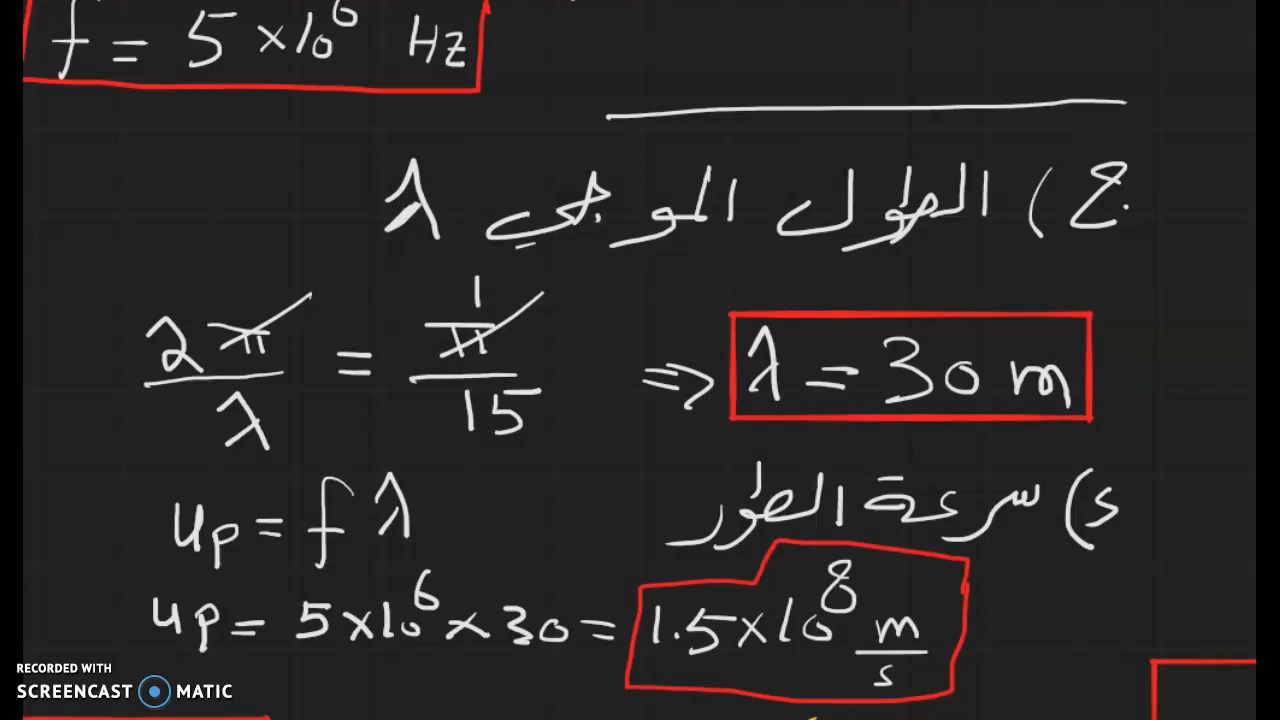 f = 5 ×10⁶ Hz
ج) الطول الموجي λ
2π/λ = π/15 ⇒ λ = 30 m
د) سرعة الطور
up = f λ
up = 5×10⁶ × 30 = 1.5×10⁸ m/s
RECORDED WITH
SCREENCAST MATIC